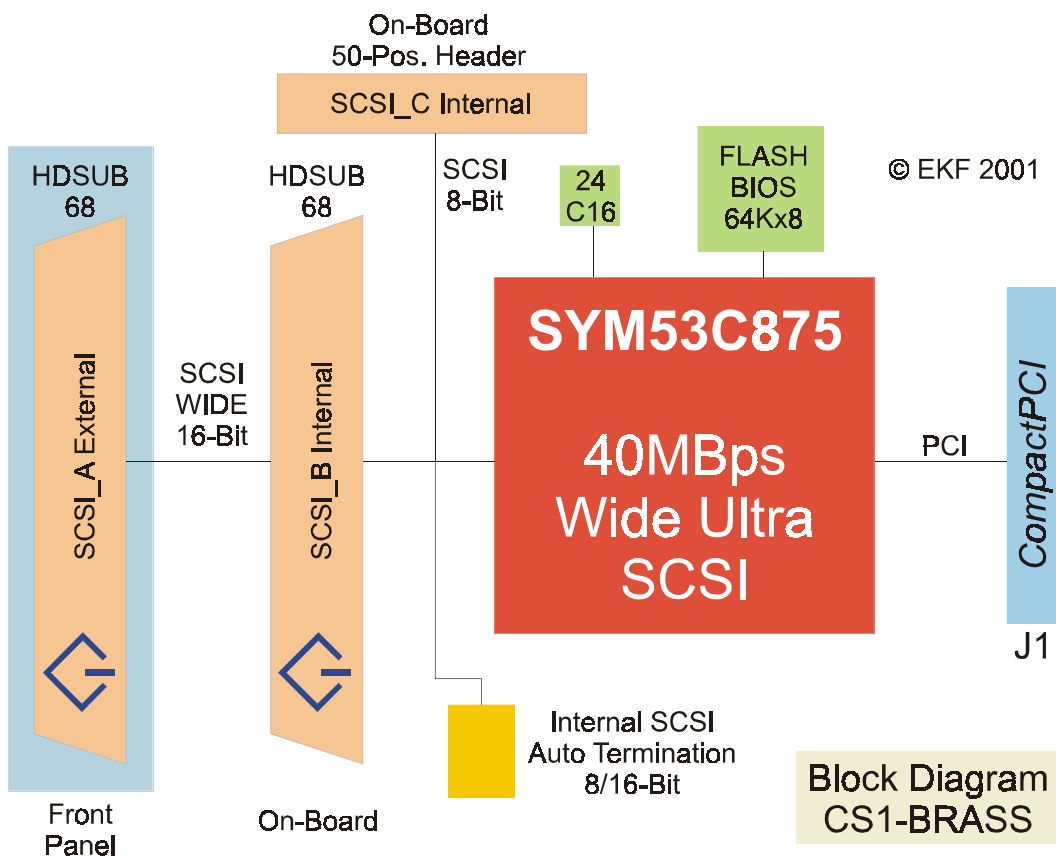 On-Board
50-Pos. Header
SCSI_C Internal
HDSUB
68
HDSUB
68
SCSI
8-Bit
24
C16
FLASH
BIOS
64Kx8
© EKF 2001
SYM53C875
40MBps
Wide Ultra
SCSI
SCSI_A External
SCSI
WIDE
16-Bit
SCSI_B Internal
PCI
CompactPCI
J1
Internal SCSI
Auto Termination
8/16-Bit
Front
Panel
On-Board
Block Diagram
CS1-BRASS